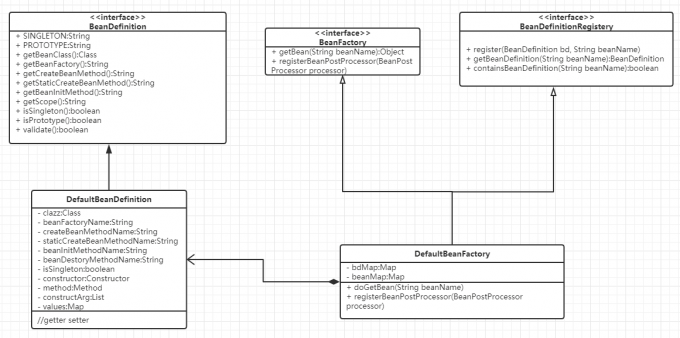 <<interface>>
BeanDefinition
+ SINGLETON:String
+ PROTOTYPE:String
+ getBeanClass():Class
+ getBeanFactory():String
+ getCreateBeanMethod():String
+ getStaticCreateBeanMethod():String
+ getBeanInitMethod():String
+ getScope():String
+ isSingleton():boolean
+ isPrototype():boolean
+ validate():boolean
<<interface>>
BeanFactory
+ getBean(String beanName):Object
+ registerBeanPostProcessor(BeanPost
Processor processor)
<<interface>>
BeanDefinitionRegistery
+ register(BeanDefinition bd, String beanName)
+ getBeanDefinition(String beanName):BeanDefinition
+ containsBeanDefinition(String beanName):boolean
DefaultBeanDefinition
- clazz:Class
- beanFactoryName:String
- createBeanMethodName:String
- staticCreateBeanMethodName:String
- beanInitMethodName:String
- beanDestoryMethodName:String
- isSingleton:boolean
- constructor:Constructor
- method:Method
- constructArg:List
- values:Map
//getter setter
DefaultBeanFactory
- bdMap:Map
- beanMap:Map
+ doGetBean(String beanName)
+ registerBeanPostProcessor(BeanPostProcessor
processor)